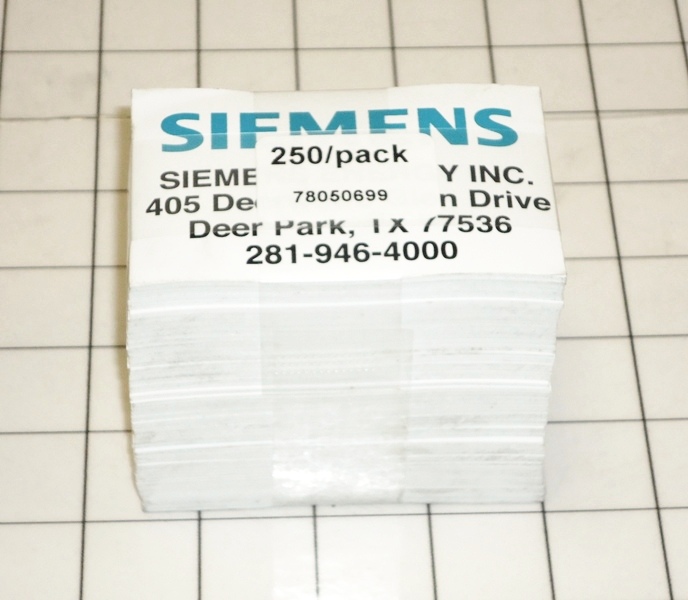 SIEMENS
250/pack
78050699
SIEME Y INC.
405 De n Drive
Deer Park, TX 77536
281-946-4000